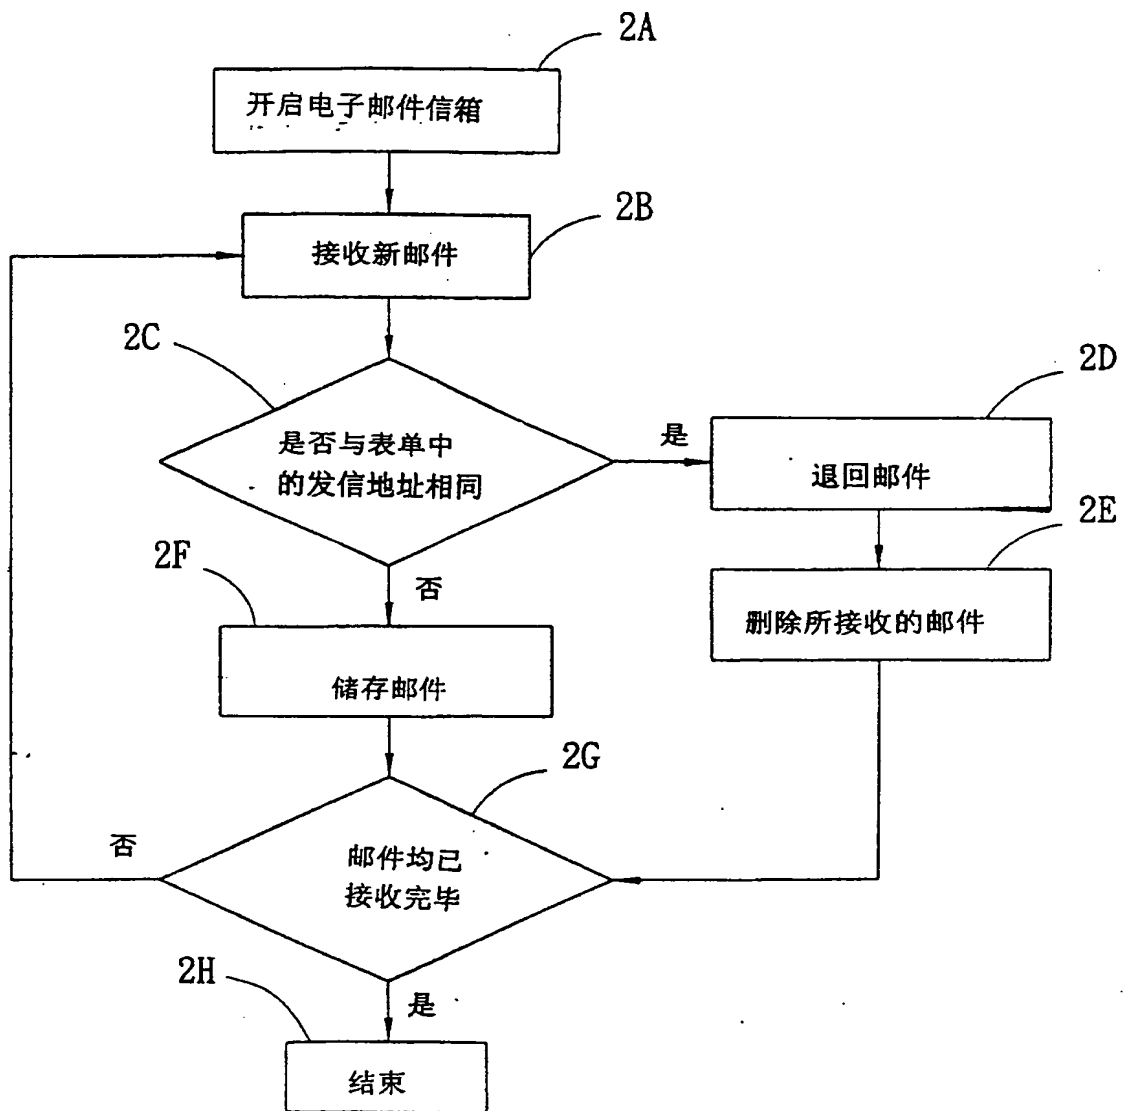 2A
开启电子邮件信箱
2B
接收新邮件
2C
是否与表单中
的发信地址相同
是
2D
退回邮件
2E
删除所接收的邮件
否
2F
储存邮件
2G
邮件均已
接收完毕
否
是
2H
结束